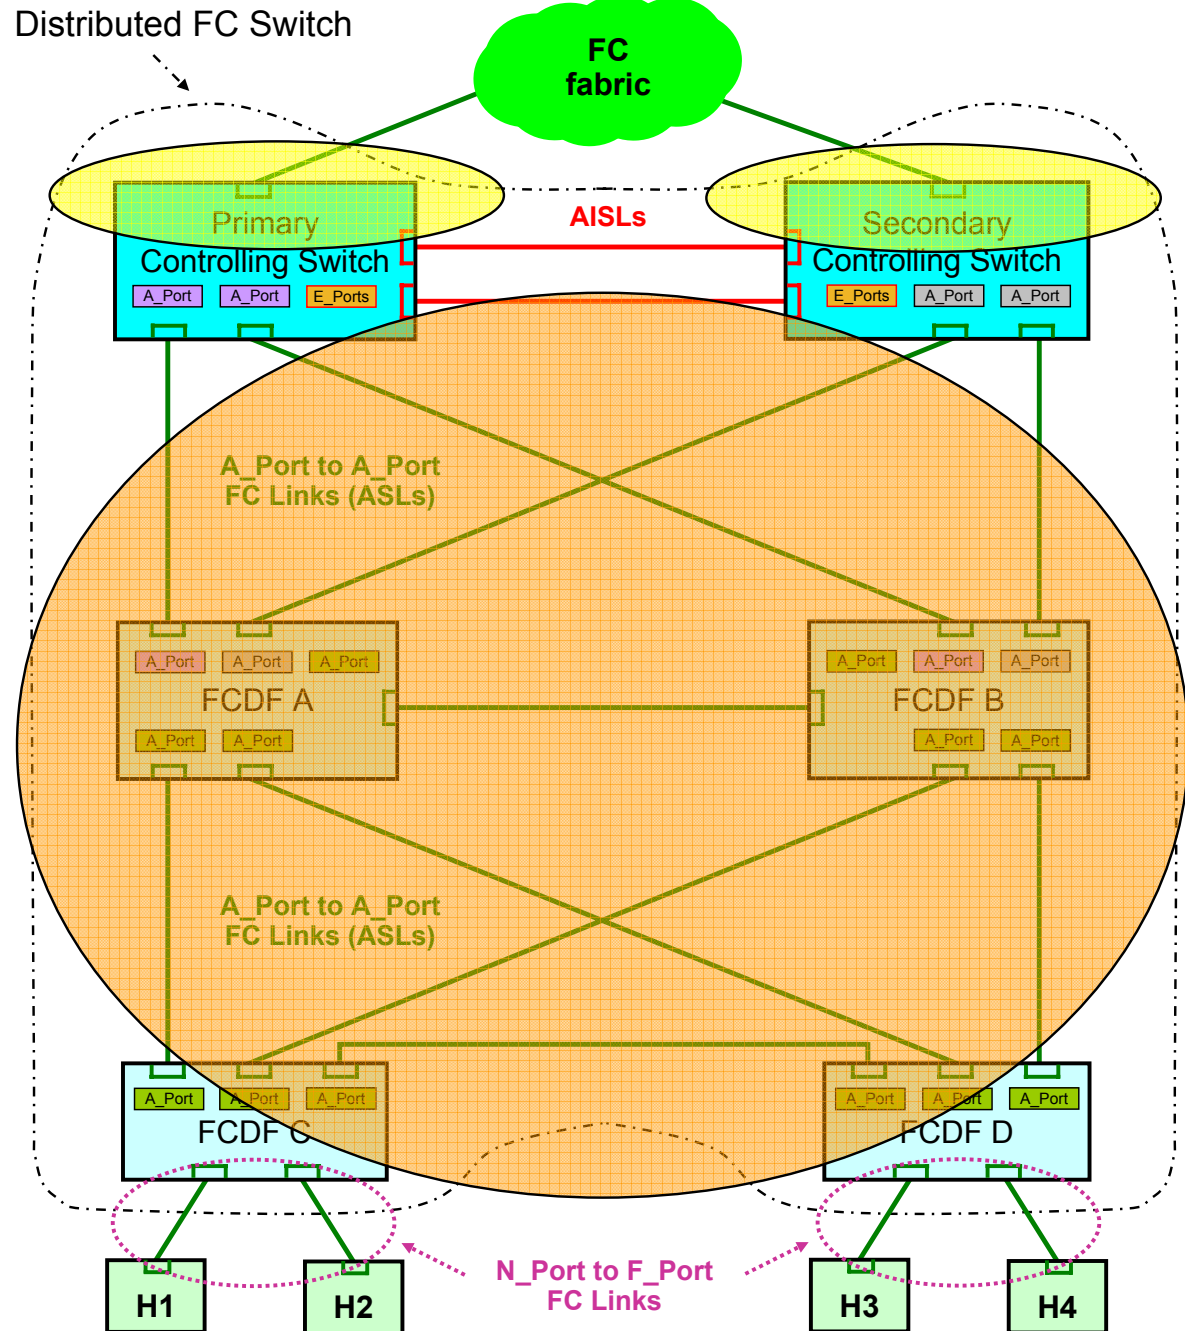 Distributed FC Switch
FC
fabric
Primary
Controlling Switch
A_Port A_Port E_Ports
AISLs
Secondary
Controlling Switch
E_Ports A_Port A_Port
A_Port to A_Port
FC Links (ASLs)
A_Port A_Port A_Port
FCDF A
A_Port A_Port
A_Port A_Port A_Port
FCDF B
A_Port A_Port
A_Port to A_Port
FC Links (ASLs)
A_Port A_Port A_Port
FCDF C
A_Port A_Port A_Port
FCDF D
N_Port to F_Port
FC Links
H1
H2
H3
H4